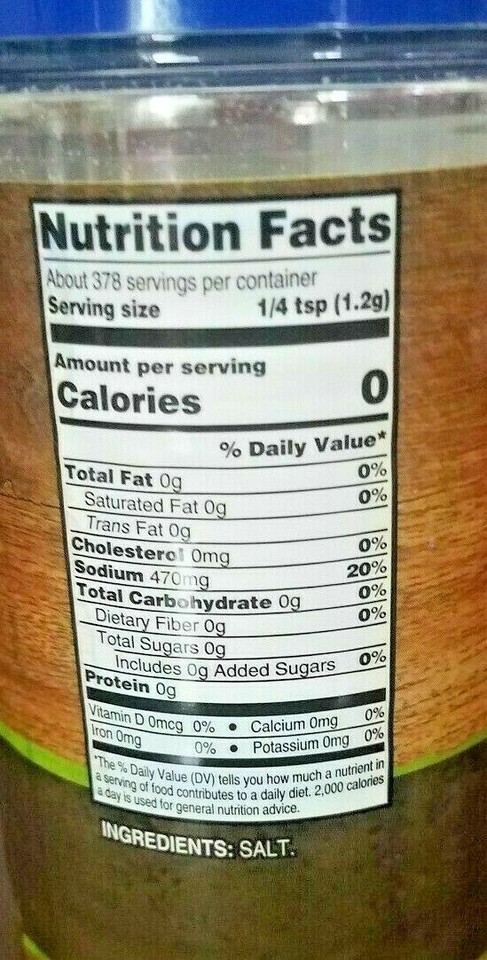 Nutrition Facts
About 378 servings per container
Serving size 1/4 tsp (1.2g)
Amount per serving
Calories 0
% Daily Value*
Total Fat 0g 0%
Saturated Fat 0g 0%
Trans Fat 0g
Cholesterol 0mg 0%
Sodium 470mg 20%
Total Carbohydrate 0g 0%
Dietary Fiber 0g 0%
Total Sugars 0g
Includes 0g Added Sugars 0%
Protein 0g
Vitamin D 0mcg 0% • Calcium 0mg 0%
Iron 0mg 0% • Potassium 0mg 0%
*The % Daily Value (DV) tells you how much a nutrient in
a serving of food contributes to a daily diet. 2,000 calories
a day is used for general nutrition advice.
INGREDIENTS: SALT.